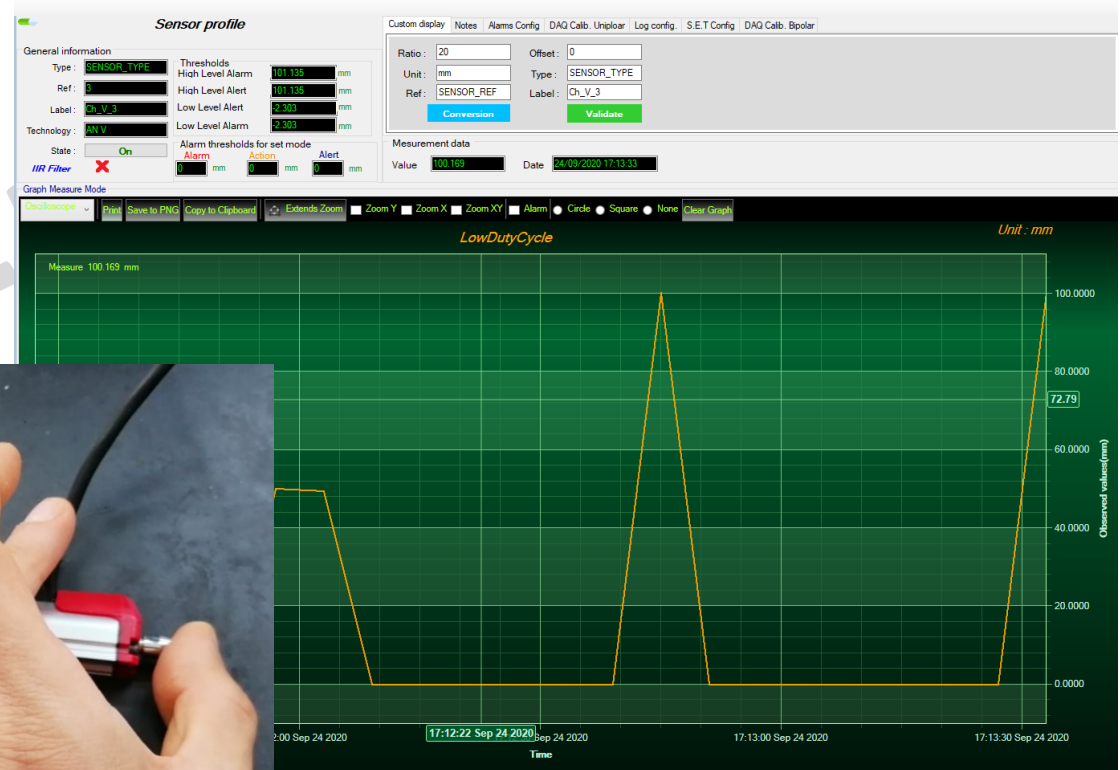 Sensor profile
General information
Type : SENSOR_TYPE
Ref : 3
Label : Ch_V_3
Technology : AN V
State : On
IIR Filter
Thresholds
High Level Alarm 101.135 mm
High Level Alert 101.135 mm
Low Level Alert -2.303 mm
Low Level Alarm -2.303 mm
Alarm thresholds for set mode
Alarm Action Alert
0 mm 0 mm 0 mm
Custom display Notes Alarms Config DAQ Calib. Uniploar Log config. S.E.T Config DAQ Calib. Bipolar
Ratio : 20 Offset : 0
Unit : mm Type : SENSOR_TYPE
Ref : SENSOR_REF Label : Ch_V_3
Conversion Validate
Mesurement data
Value 100.169 Date 24/09/2020 17:13:33
Graph Measure Mode
Oscilloscope Print Save to PNG Copy to Clipboard Extends Zoom Zoom Y Zoom X Zoom XY Alarm Circle Square None Clear Graph
LowDutyCycle
Unit : mm
Measure 100.169 mm
100.0000
80.0000
72.79
60.0000
40.0000
20.0000
0.0000
Observed values(mm)
2:00 Sep 24 2020 17:12:22 Sep 24 2020 Sep 24 2020 17:13:00 Sep 24 2020 17:13:30 Sep 24 2020
Time